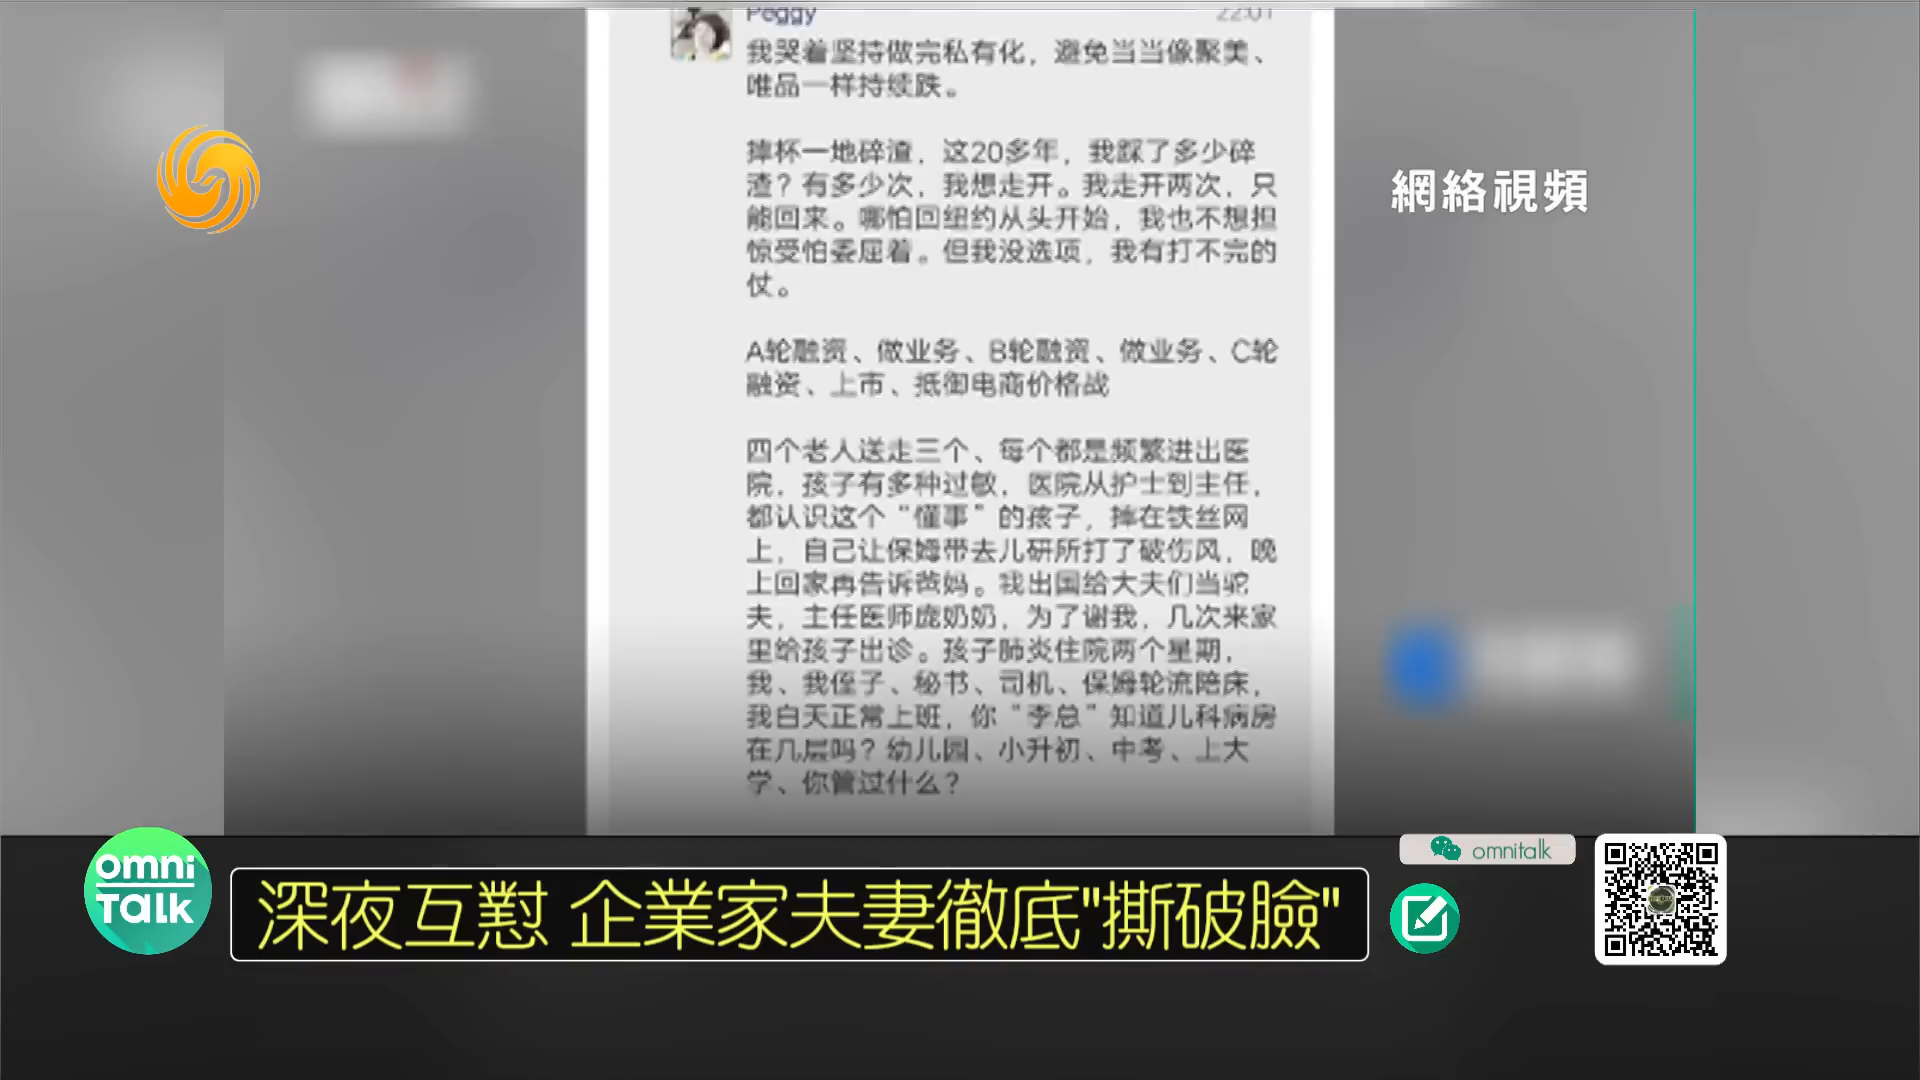 Peggy
22:01
我哭着坚持做完私有化，避免当当像聚美、
唯品一样持续跌。
摔杯一地碎渣，这20多年，我踩了多少碎
渣？有多少次，我想走开。我走开两次，只
能回来。哪怕回纽约从头开始，我也不想担
惊受怕委屈着。但我没选项，我有打不完的
仗。
A轮融资、做业务、B轮融资、做业务、C轮
融资、上市、抵御电商价格战
四个老人送走三个、每个都是频繁进出医
院，孩子有多种过敏，医院从护士到主任，
都认识这个“懂事”的孩子，摔在铁丝网
上，自己让保姆带去儿研所打了破伤风，晚
上回家再告诉爸妈。我出国给大夫们当驼
夫，主任医师庞奶奶，为了谢我，几次来家
里给孩子出诊。孩子肺炎住院两个星期，
我、我侄子、秘书、司机、保姆轮流陪床，
我白天正常上班，你“李总”知道儿科病房
在几层吗？幼儿园、小升初、中考、上大
学、你管过什么？
網絡視頻
omni
Talk
深夜互懟 企業家夫妻徹底"撕破臉"
omnitalk